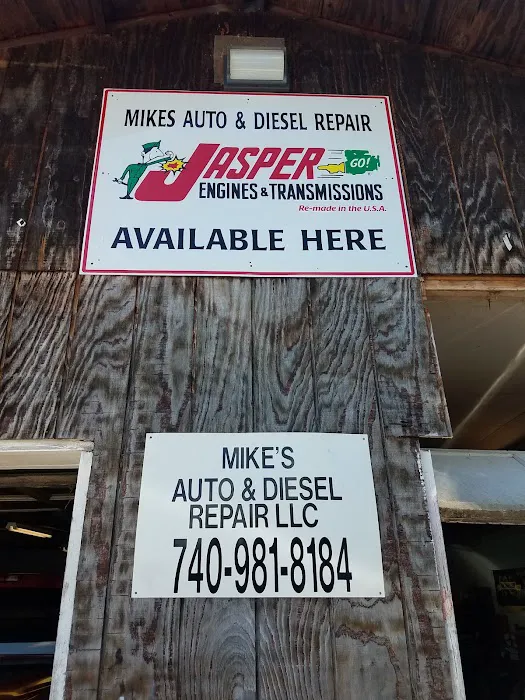 MIKES AUTO & DIESEL REPAIR
JASPER GO!
ENGINES & TRANSMISSIONS
Re-made in the U.S.A.
AVAILABLE HERE
MIKE'S
AUTO & DIESEL
REPAIR LLC
740-981-8184